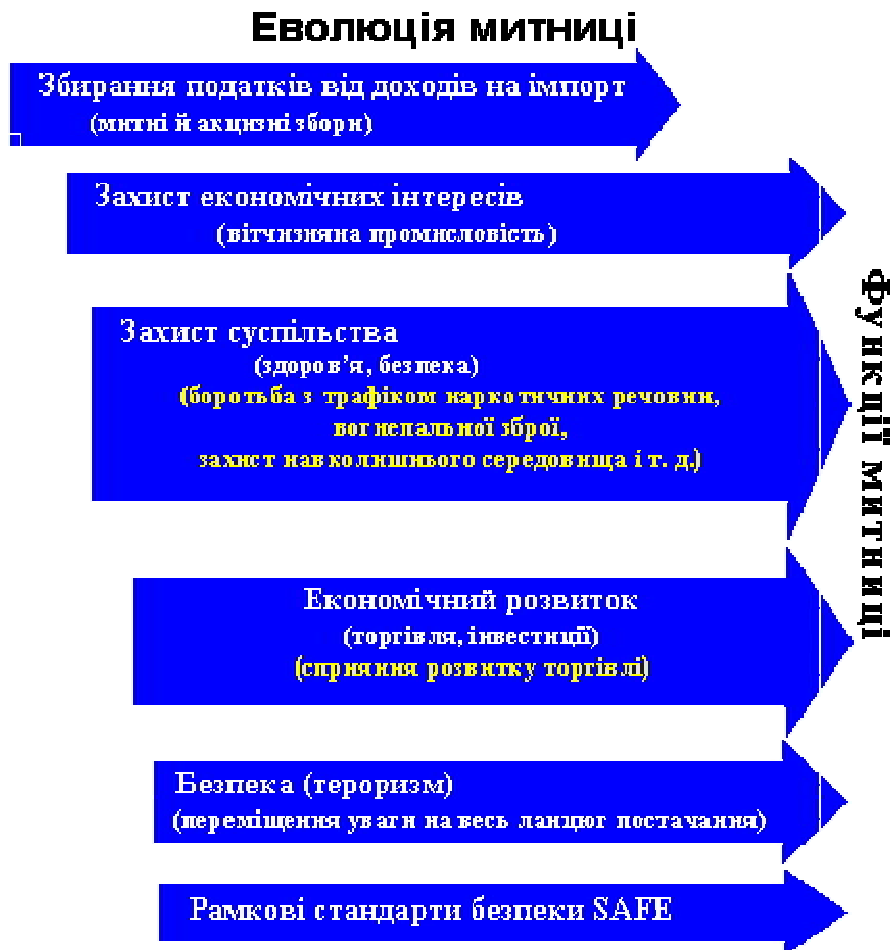 Еволюція митниці
Збирання податків від доходів на імпорт
(митні й акцизні збори)
Захист економічних інтересів
(вітчизняна промисловість)
Захист суспільства
(здоров'я, безпека)
(боротьба з трафіком наркотичних речовин,
вогнепальної зброї,
захист навколишнього середовища і т. д.)
Економічний розвиток
(торгівля, інвестиції)
(сприяння розвитку торгівлі)
Безпека (тероризм)
(переміщення уваги на весь ланцюг постачання)
Рамкові стандарти безпеки SAFE
Функції митниці